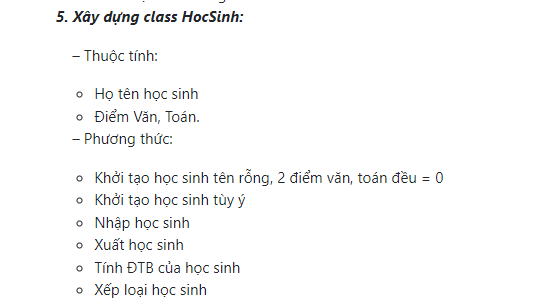 5. Xây dựng class HocSinh:
– Thuộc tính:
○ Họ tên học sinh
○ Điểm Văn, Toán.
– Phương thức:
○ Khởi tạo học sinh tên rỗng, 2 điểm văn, toán đều = 0
○ Khởi tạo học sinh tùy ý
○ Nhập học sinh
○ Xuất học sinh
○ Tính ĐTB của học sinh
○ Xếp loại học sinh